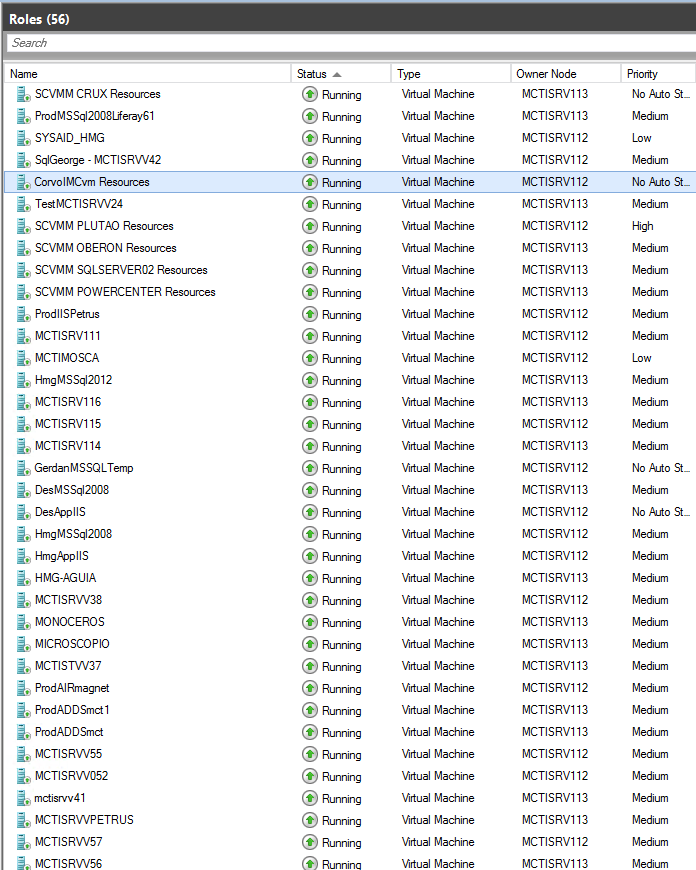 Roles (56)
Search
Name Status Type Owner Node Priority
SCVMM CRUX Resources Running Virtual Machine MCTISRV113 No Auto St...
ProdMSSql2008Liferay61 Running Virtual Machine MCTISRV113 Medium
SYSAID_HMG Running Virtual Machine MCTISRV113 Low
SqlGeorge - MCTISRVV42 Running Virtual Machine MCTISRV113 Medium
CorvoIMCvm Resources Running Virtual Machine MCTISRV112 No Auto St...
TestMCTISRVV24 Running Virtual Machine MCTISRV113 Medium
SCVMM PLUTAO Resources Running Virtual Machine MCTISRV112 High
SCVMM OBERON Resources Running Virtual Machine MCTISRV113 Medium
SCVMM SQLSERVER02 Resources Running Virtual Machine MCTISRV113 Medium
SCVMM POWERCENTER Resources Running Virtual Machine MCTISRV113 Medium
ProdIISPetrus Running Virtual Machine MCTISRV112 Medium
MCTISRV111 Running Virtual Machine MCTISRV112 Medium
MCTIMOSCA Running Virtual Machine MCTISRV112 Low
HmgMSSql2012 Running Virtual Machine MCTISRV113 Medium
MCTISRV116 Running Virtual Machine MCTISRV113 Medium
MCTISRV115 Running Virtual Machine MCTISRV112 Medium
MCTISRV114 Running Virtual Machine MCTISRV113 Medium
GerdanMSSQLTemp Running Virtual Machine MCTISRV112 No Auto St...
DesMSSql2008 Running Virtual Machine MCTISRV113 Medium
DesAppIIS Running Virtual Machine MCTISRV112 No Auto St...
HmgMSSql2008 Running Virtual Machine MCTISRV112 Medium
HmgAppIIS Running Virtual Machine MCTISRV112 Medium
HMG-AGUIA Running Virtual Machine MCTISRV113 Medium
MCTISRVV38 Running Virtual Machine MCTISRV112 Medium
MONOCEROS Running Virtual Machine MCTISRV113 Medium
MICROSCOPIO Running Virtual Machine MCTISRV113 Medium
MCTISTVV37 Running Virtual Machine MCTISRV113 Medium
ProdAIRmagnet Running Virtual Machine MCTISRV112 Medium
ProdADDSmct1 Running Virtual Machine MCTISRV113 Medium
ProdADDSmct Running Virtual Machine MCTISRV113 Medium
MCTISRVV55 Running Virtual Machine MCTISRV112 Medium
MCTISRVV052 Running Virtual Machine MCTISRV112 Medium
mctisrvv41 Running Virtual Machine MCTISRV113 Medium
MCTISRVVPETRUS Running Virtual Machine MCTISRV113 Medium
MCTISRVV57 Running Virtual Machine MCTISRV112 Medium
MCTISRVV56 Running Virtual Machine MCTISRV113 Medium